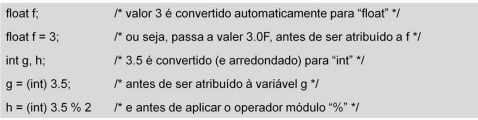 float f; /* valor 3 é convertido automaticamente para “float” */
float f = 3; /* ou seja, passa a valer 3.0F, antes de ser atribuído a f */
int g, h; /* 3.5 é convertido (e arredondado) para “int” */
g = (int) 3.5; /* antes de ser atribuído à variável g */
h = (int) 3.5 % 2 /* e antes de aplicar o operador módulo “%” */